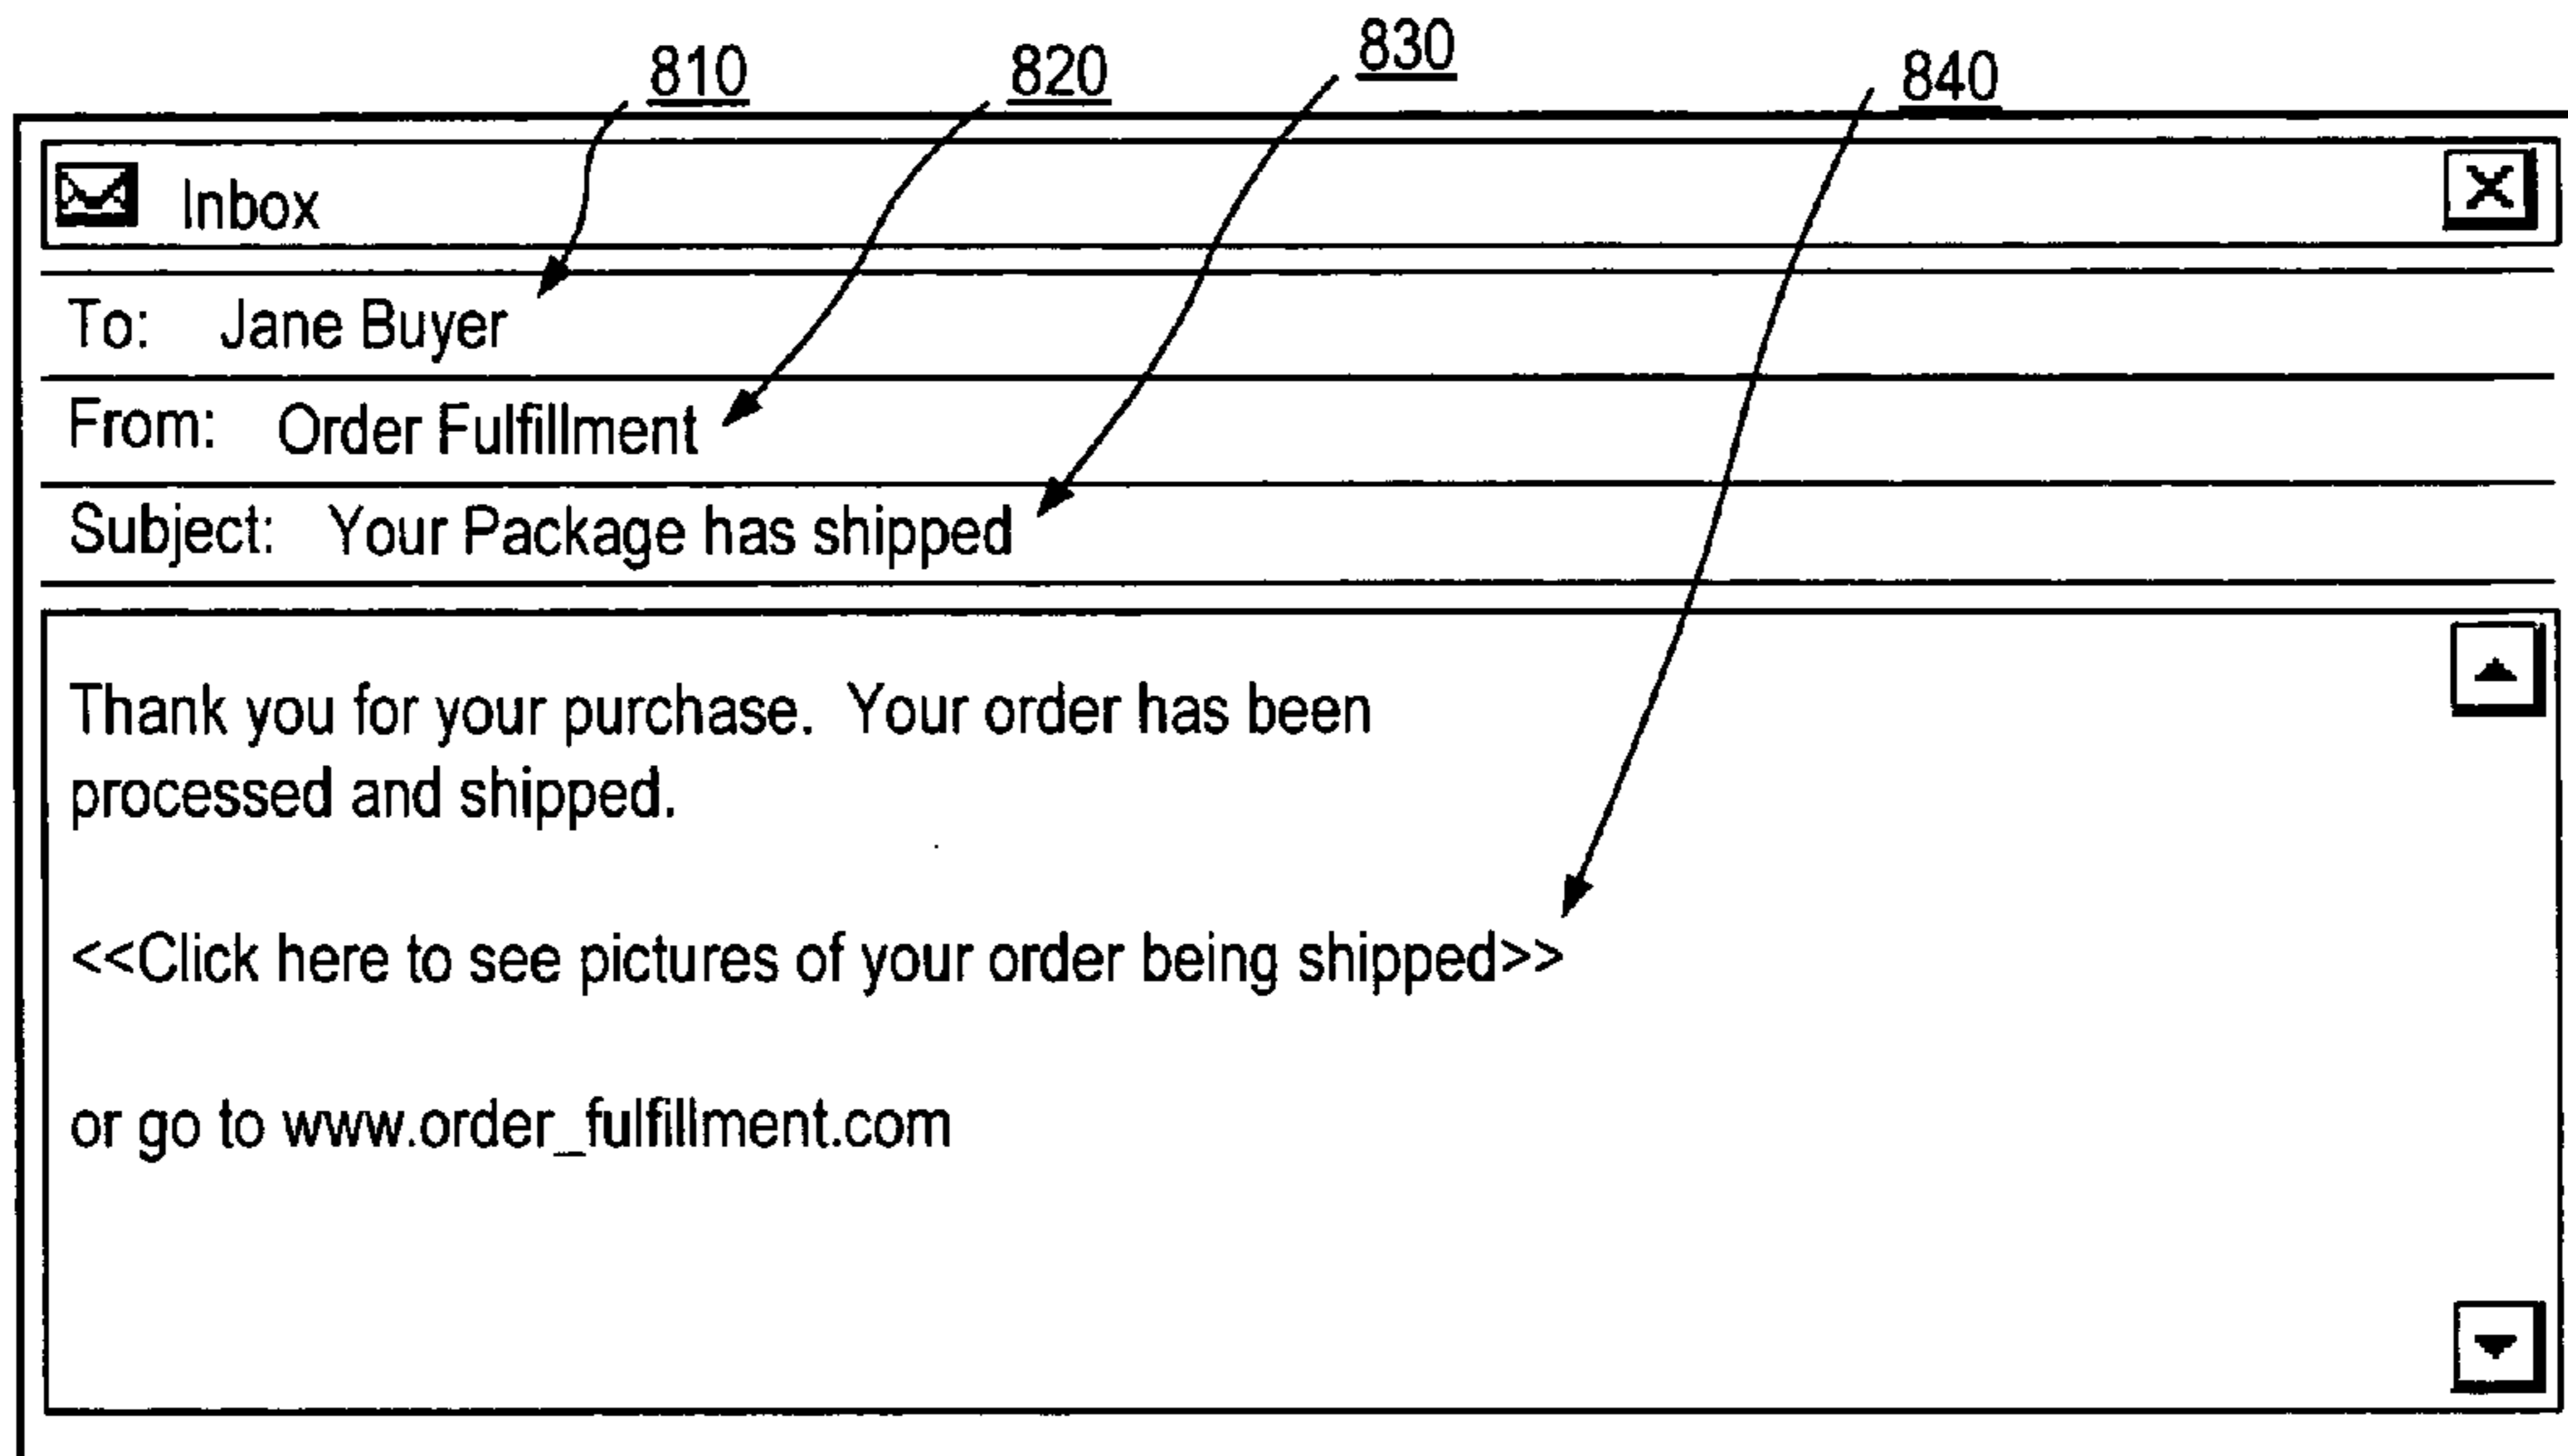 810 820 830 840
Inbox
To: Jane Buyer
From: Order Fulfillment
Subject: Your Package has shipped
Thank you for your purchase. Your order has been
processed and shipped.
<<Click here to see pictures of your order being shipped>>
or go to www.order_fulfillment.com